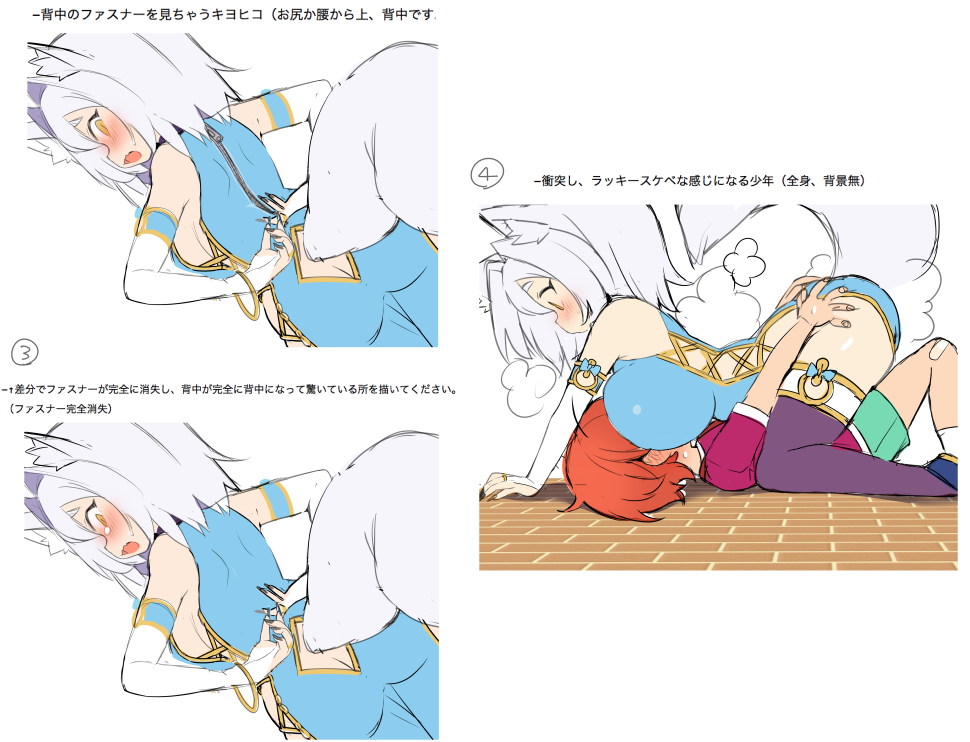 –背中のファスナーを見ちゃうキヨヒコ（お尻か腰から上、背中です
③
–↑差分でファスナーが完全に消失し、背中が完全に背中になって驚いている所を描いてください。
（ファスナー完全消失）
④
–衝突し、ラッキースケベな感じになる少年（全身、背景無）